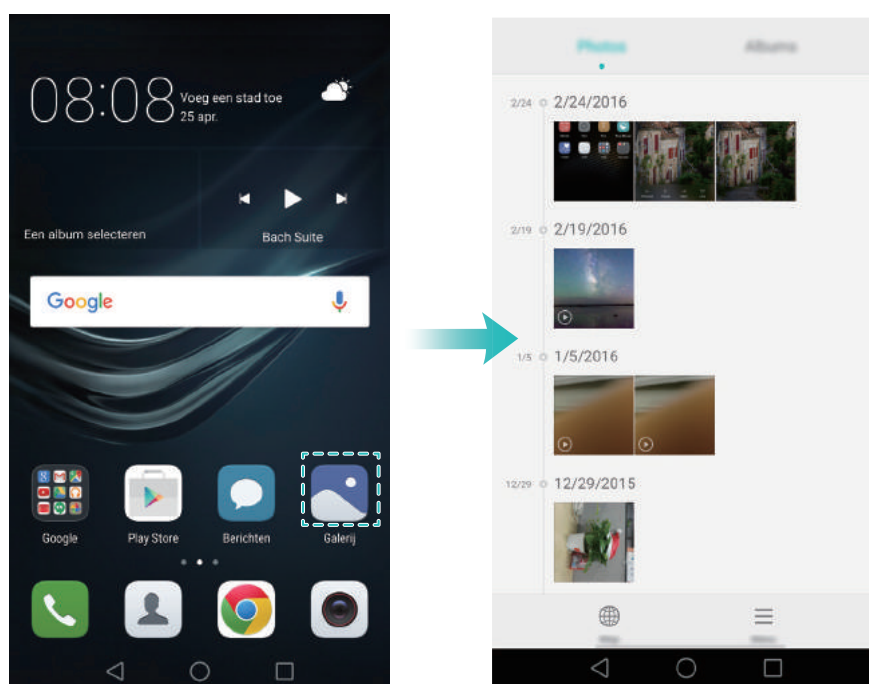 08:08
Voeg een stad toe
25 apr.
Een album selecteren
Bach Suite
Google
Google
Play Store
Berichten
Galerij
Photos
Albums
2/24
2/24/2016
2/19
2/19/2016
1/5
1/5/2016
12/29
12/29/2015